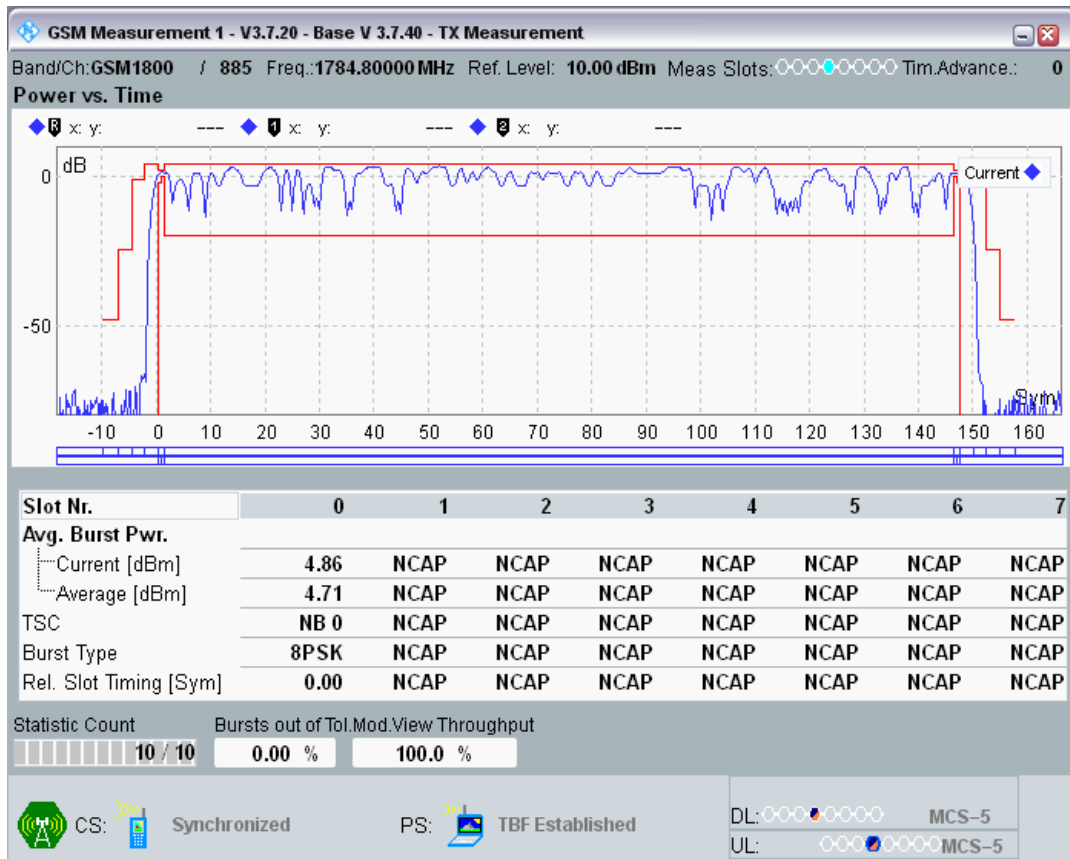 GSM Measurement 1 - V3.7.20 - Base V 3.7.40 - TX Measurement
Band/Ch:GSM1800 / 885 Freq.:1784.80000 MHz Ref. Level: 10.00 dBm Meas Slots: Tim.Advance.: 0
Power vs. Time
R x: y: --- 1 x: y: --- 2 x: y: ---
dB
Current
0
-50
Sym
-10 0 10 20 30 40 50 60 70 80 90 100 110 120 130 140 150 160
Slot Nr. 0 1 2 3 4 5 6 7
Avg. Burst Pwr.
Current [dBm] 4.86 NCAP NCAP NCAP NCAP NCAP NCAP NCAP
Average [dBm] 4.71 NCAP NCAP NCAP NCAP NCAP NCAP NCAP
TSC NB 0 NCAP NCAP NCAP NCAP NCAP NCAP NCAP
Burst Type 8PSK NCAP NCAP NCAP NCAP NCAP NCAP NCAP
Rel. Slot Timing [Sym] 0.00 NCAP NCAP NCAP NCAP NCAP NCAP NCAP
Statistic Count Bursts out of Tol.Mod.View Throughput
10 / 10 0.00 % 100.0 %
CS: Synchronized PS: TBF Established
DL: MCS-5
UL: MCS-5